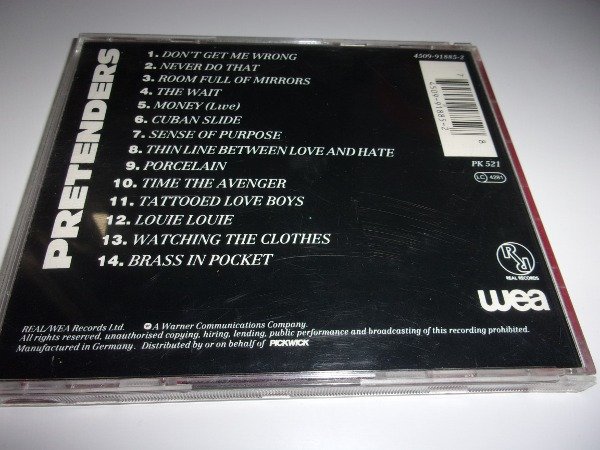 PRETENDERS
1. DON'T GET ME WRONG
2. NEVER DO THAT
3. ROOM FULL OF MIRRORS
4. THE WAIT
5. MONEY (Live)
6. CUBAN SLIDE
7. SENSE OF PURPOSE
8. THIN LINE BETWEEN LOVE AND HATE
9. PORCELAIN
10. TIME THE AVENGER
11. TATTOOED LOVE BOYS
12. LOUIE LOUIE
13. WATCHING THE CLOTHES
14. BRASS IN POCKET
4509-91885-2
PK 521
LC 4281
REAL RECORDS
wea
REAL/WEA Records Ltd. A Warner Communications Company.
All rights reserved, unauthorised copying, hiring, lending, public performance and broadcasting of this recording prohibited.
Manufactured in Germany. Distributed by or on behalf of PICKWICK